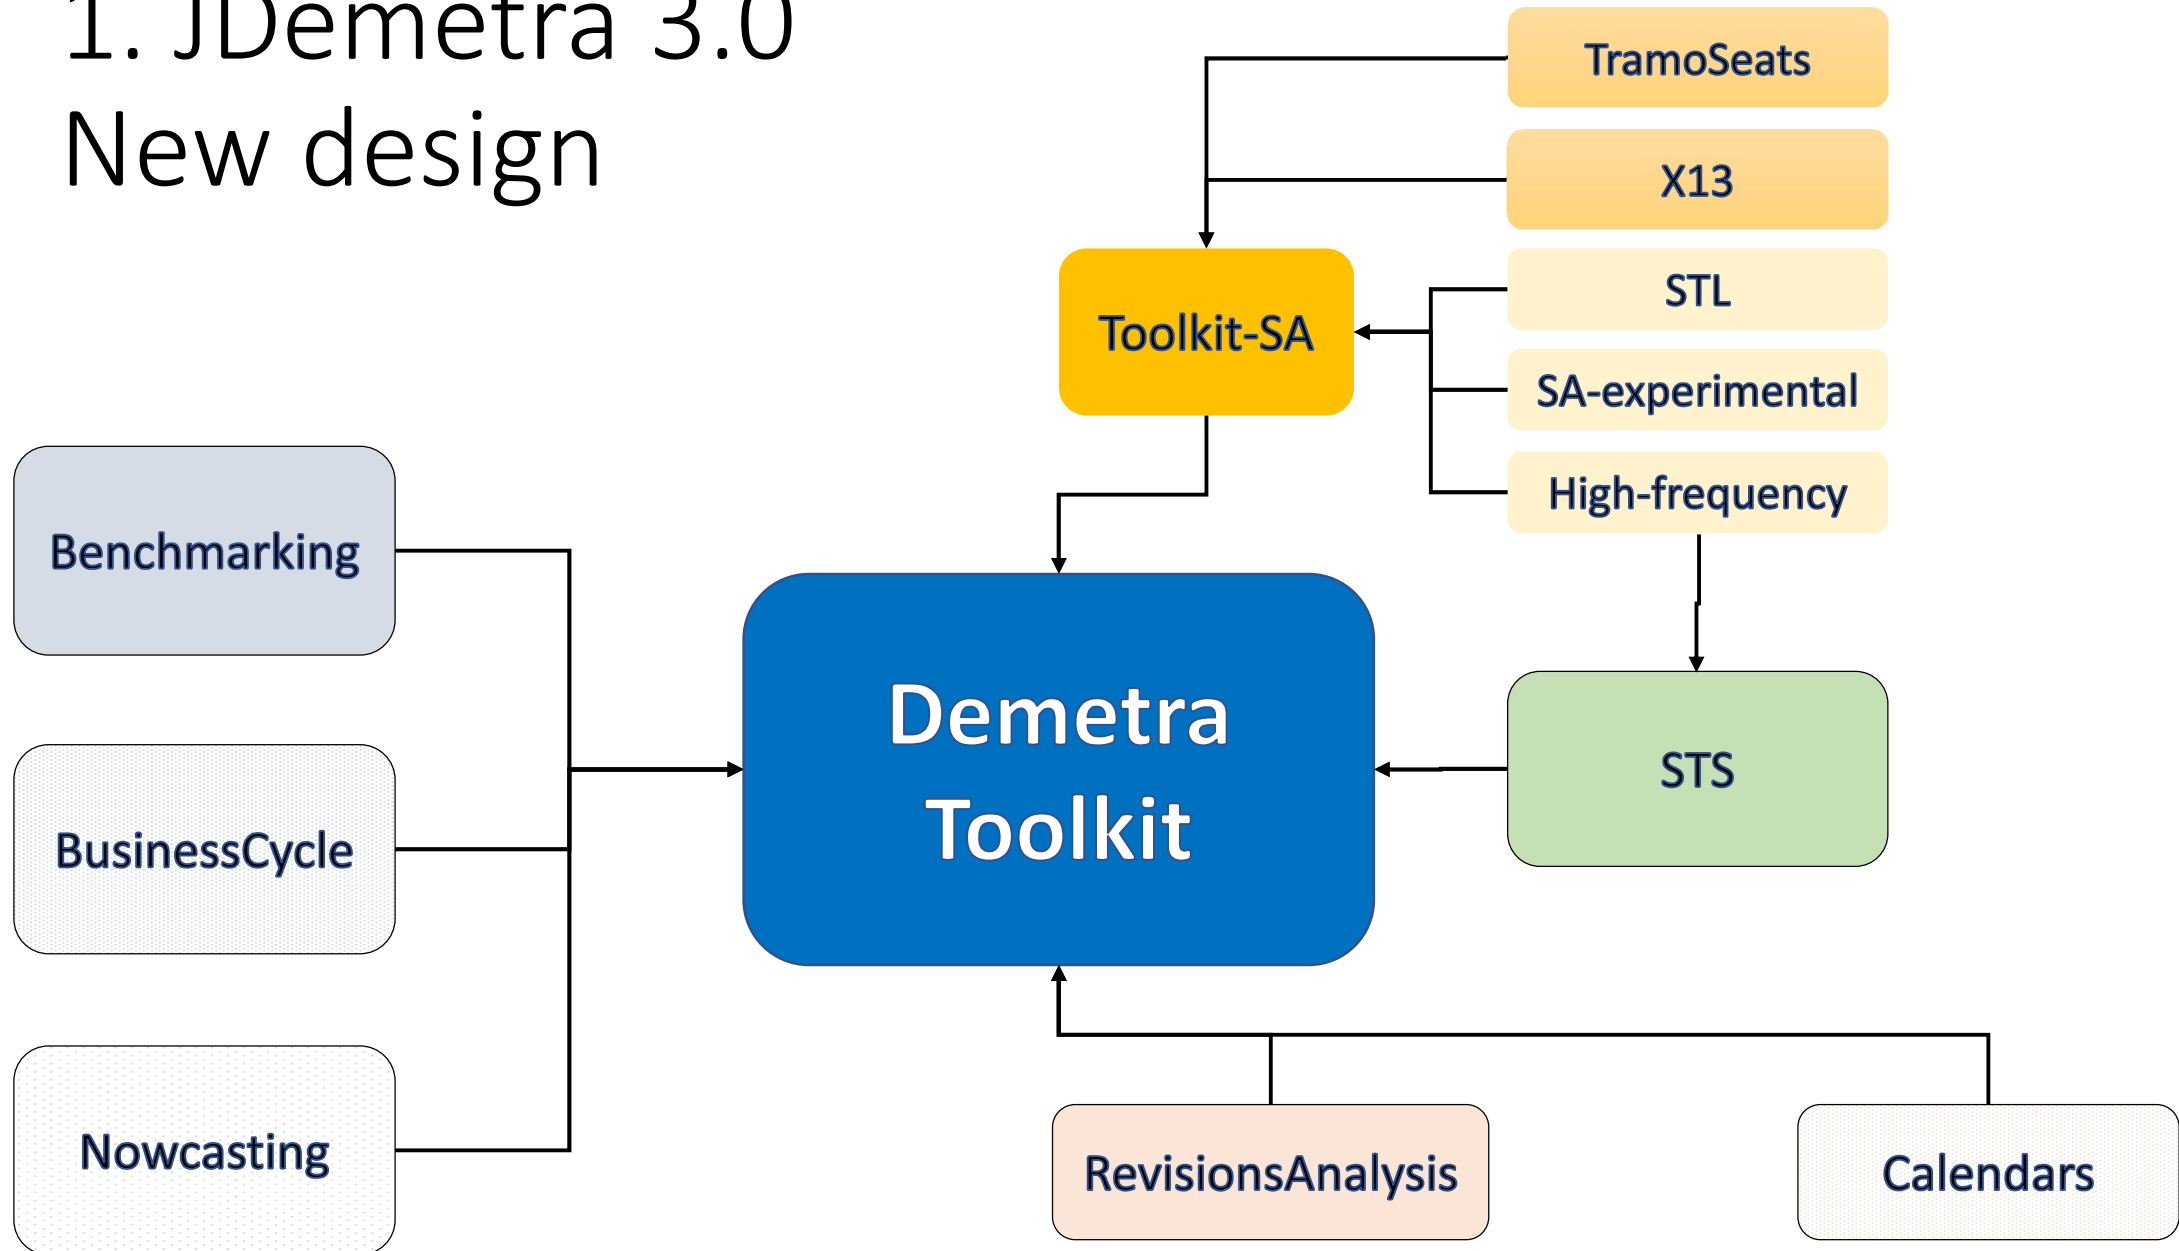 1. JDemetra 3.0
New design
TramoSeats
X13
STL
Toolkit-SA
SA-experimental
High-frequency
Benchmarking
Demetra
Toolkit
STS
BusinessCycle
Nowcasting
RevisionsAnalysis
Calendars